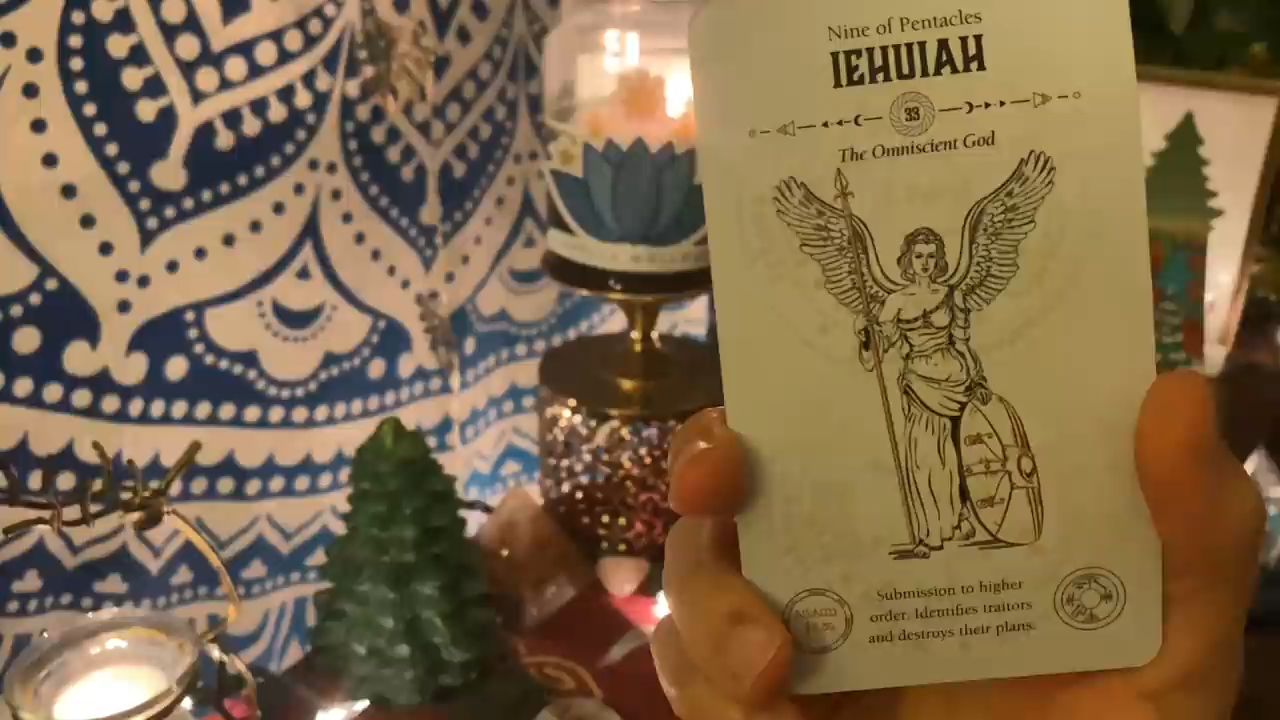 Nine of Pentacles
IEHUIAH
33
The Omniscient God
Submission to higher
order. Identifies traitors
and destroys their plans.